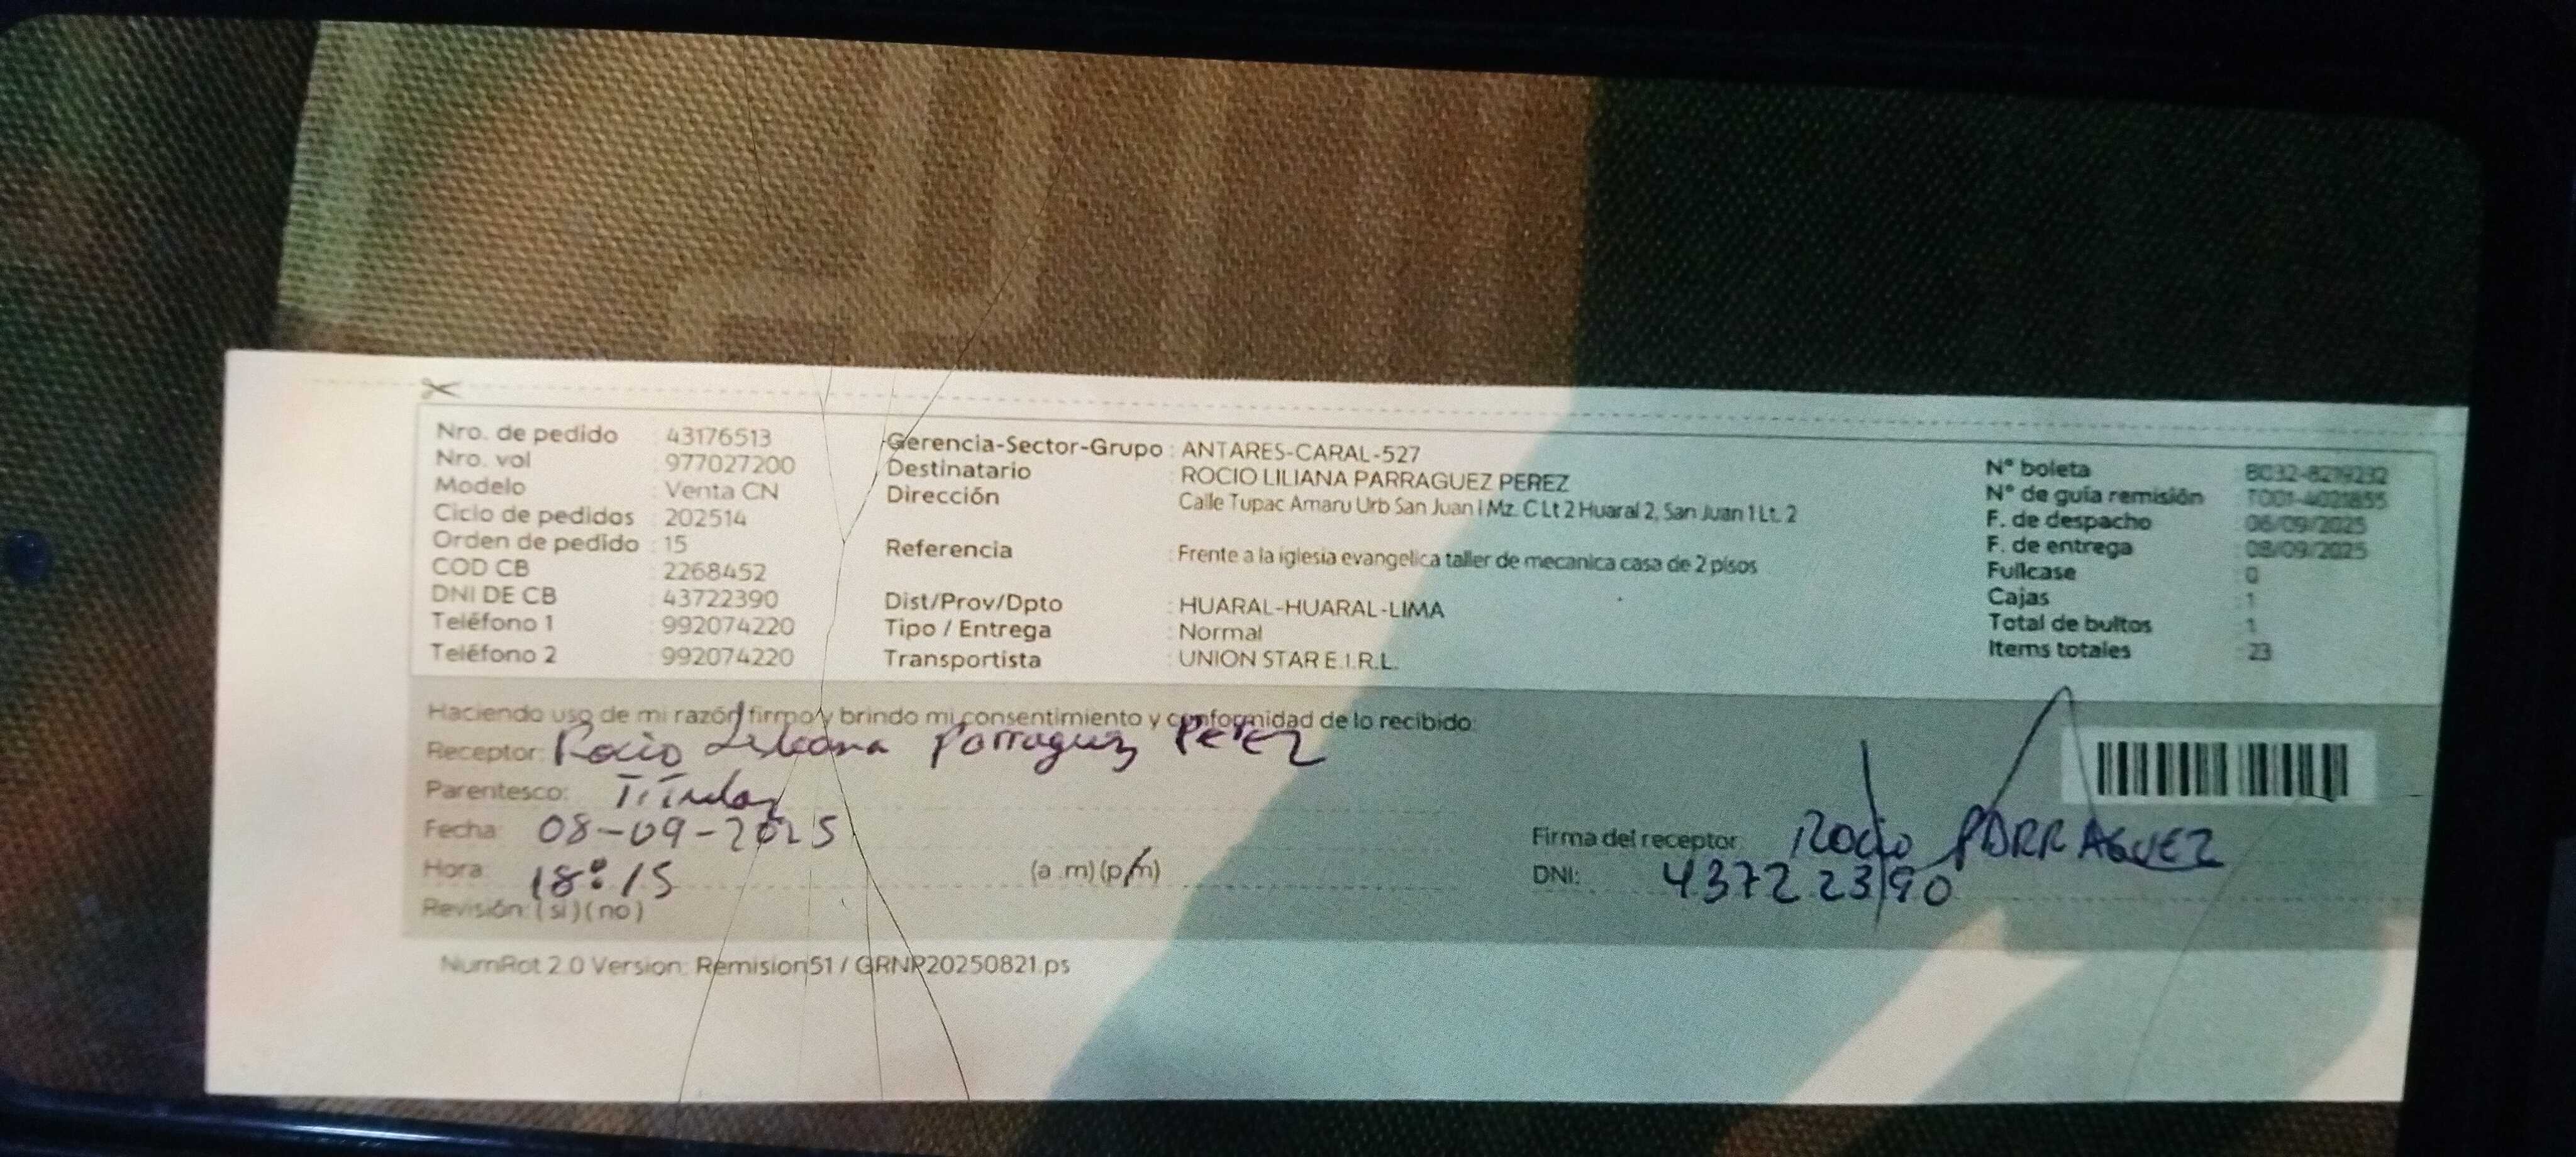 Nro. de pedido : 43176513
Nro. vol : 977027200
Modelo : Venta CN
Ciclo de pedidos : 202514
Orden de pedido : 15
COD CB : 2268452
DNI DE CB : 43722390
Teléfono 1 : 992074220
Teléfono 2 : 992074220
Gerencia-Sector-Grupo : ANTARES-CARAL-527
Destinatario : ROCIO LILIANA PARRAGUEZ PEREZ
Dirección : Calle Tupac Amaru Urb San Juan I Mz. C Lt 2 Huaral 2, San Juan 1 Lt. 2
Referencia : Frente a la iglesia evangelica taller de mecanica casa de 2 pisos
Dist/Prov/Dpto : HUARAL-HUARAL-LIMA
Tipo / Entrega : Normal
Transportista : UNION STAR E.I.R.L.
N° boleta
N° de guía remisión : T001-4021855
F. de despacho : 06/09/2025
F. de entrega : 08/09/2025
Fullcase : 0
Cajas : 1
Total de bultos : 1
Items totales : 23
Haciendo uso de mi razón firmo y brindo mi consentimiento y conformidad de lo recibido:
Receptor: Rocio Parraguez PEREZ
Parentesco:
Fecha: 08-09-2025
Hora: 18:15 (a.m) (p.m)
Revisión: (si) (no)
Firma del receptor: Rocio PARRAGUEZ
DNI: 43722390
NumRot 2.0 Version: Remision51 / GRNP20250821.ps